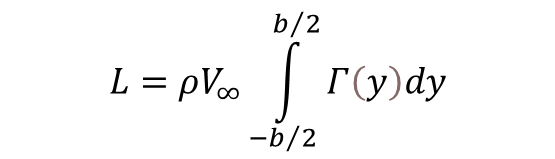 L = ρV∞ ∫_{-b/2}^{b/2} Γ(y)dy